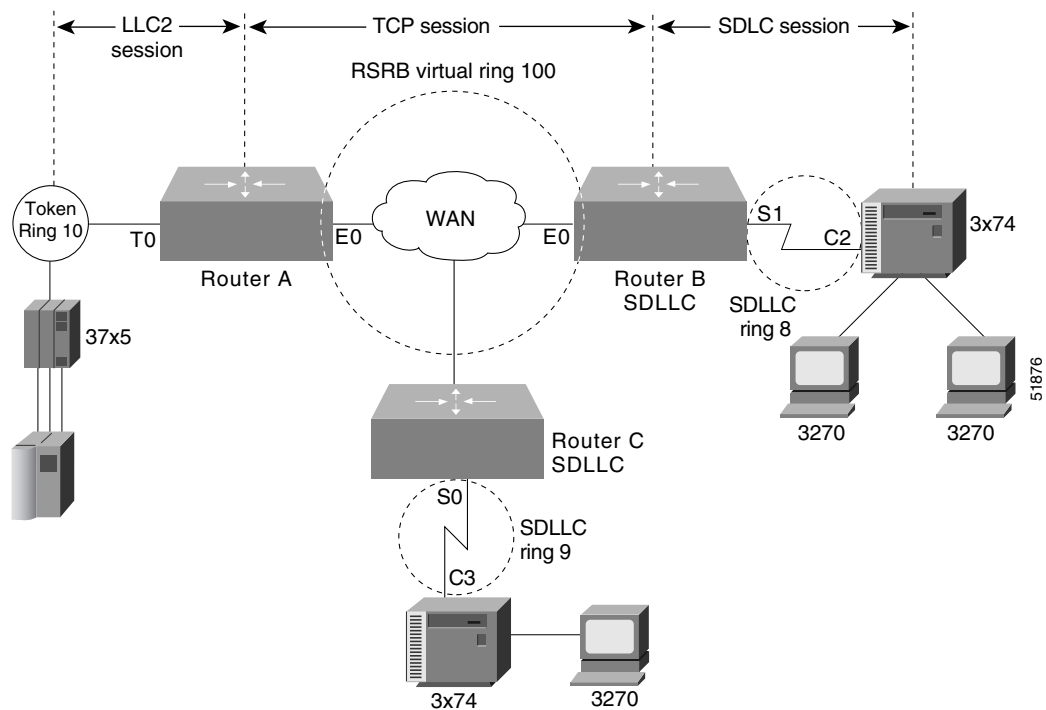 LLC2
session
TCP session
SDLC session
RSRB virtual ring 100
Token
Ring 10
T0
E0
WAN
E0
S1
C2
3x74
Router A
Router B
SDLLC
SDLLC
ring 8
37x5
3270
3270
51876
Router C
SDLLC
S0
SDLLC
ring 9
C3
3x74
3270